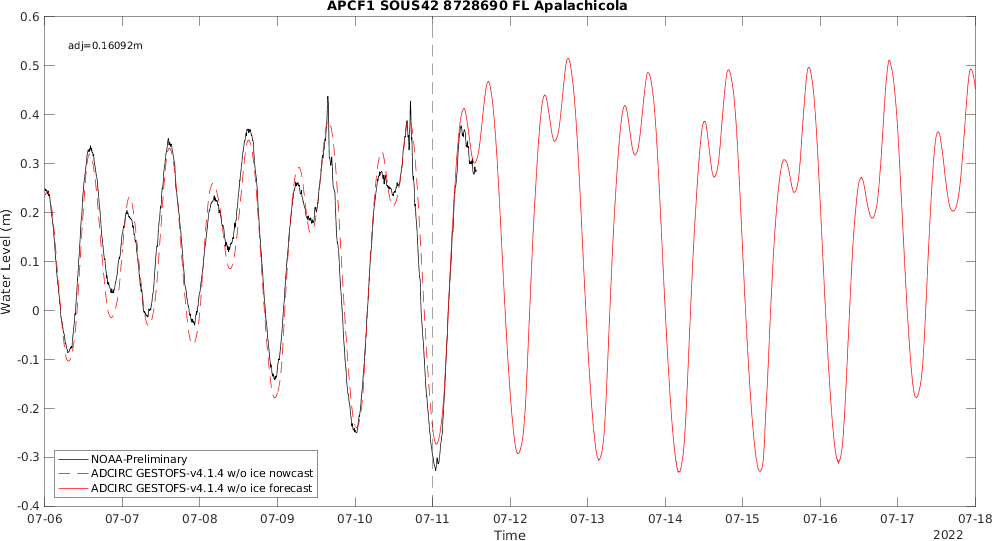 APCF1 SOUS42 8728690 FL Apalachicola
adj=0.16092m
0.6
0.5
0.4
0.3
0.2
0.1
0
-0.1
-0.2
-0.3
-0.4
Water Level (m)
NOAA-Preliminary
ADCIRC GESTOFS-v4.1.4 w/o ice nowcast
ADCIRC GESTOFS-v4.1.4 w/o ice forecast
07-06 07-07 07-08 07-09 07-10 07-11 07-12 07-13 07-14 07-15 07-16 07-17 07-18
Time
2022